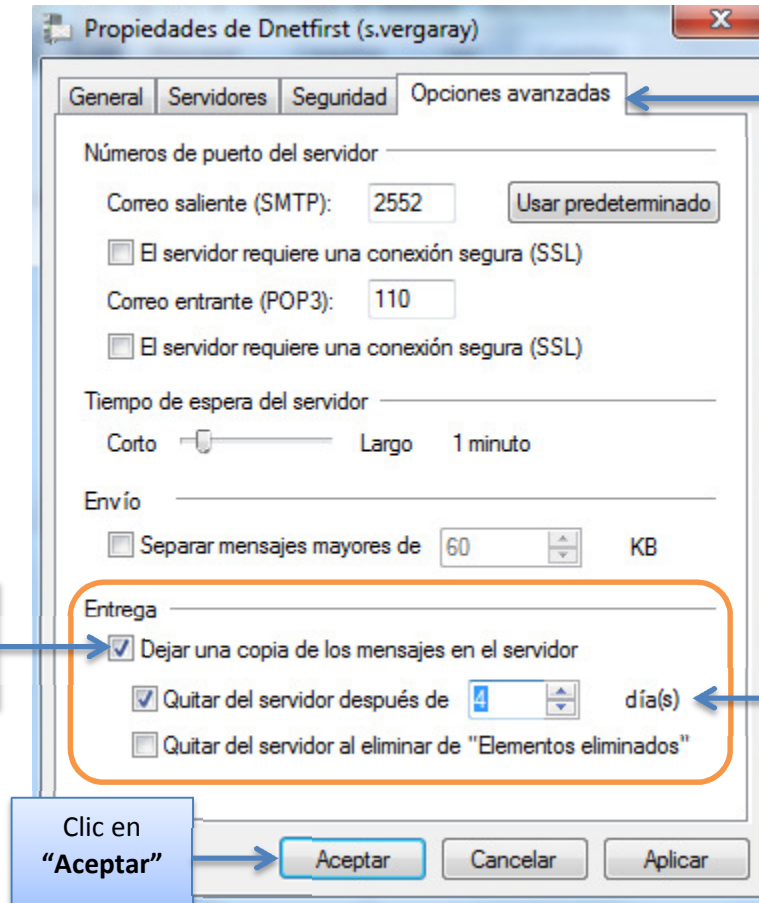 Propiedades de Dnetfirst (s.vergaray)
General Servidores Seguridad Opciones avanzadas
Números de puerto del servidor
Correo saliente (SMTP): 2552 Usar predeterminado
El servidor requiere una conexión segura (SSL)
Correo entrante (POP3): 110
El servidor requiere una conexión segura (SSL)
Tiempo de espera del servidor
Corto Largo 1 minuto
Envío
Separar mensajes mayores de 60 KB
Entrega
Dejar una copia de los mensajes en el servidor
Quitar del servidor después de 4 día(s)
Quitar del servidor al eliminar de "Elementos eliminados"
Clic en
“Aceptar”
Aceptar Cancelar Aplicar